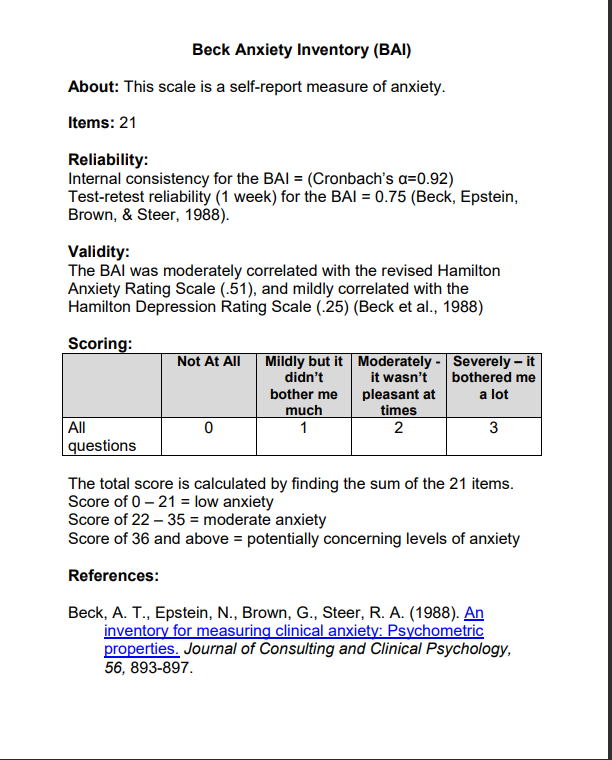 Beck Anxiety Inventory (BAI)
About: This scale is a self-report measure of anxiety.
Items: 21
Reliability:
Internal consistency for the BAI = (Cronbach’s α=0.92)
Test-retest reliability (1 week) for the BAI = 0.75 (Beck, Epstein,
Brown, & Steer, 1988).
Validity:
The BAI was moderately correlated with the revised Hamilton
Anxiety Rating Scale (.51), and mildly correlated with the
Hamilton Depression Rating Scale (.25) (Beck et al., 1988)
Scoring:
Not At All
Mildly but it
didn’t
bother me
much
Moderately -
it wasn’t
pleasant at
times
Severely – it
bothered me
a lot
All
questions
0
1
2
3
The total score is calculated by finding the sum of the 21 items.
Score of 0 – 21 = low anxiety
Score of 22 – 35 = moderate anxiety
Score of 36 and above = potentially concerning levels of anxiety
References:
Beck, A. T., Epstein, N., Brown, G., Steer, R. A. (1988). An
inventory for measuring clinical anxiety: Psychometric
properties. Journal of Consulting and Clinical Psychology,
56, 893-897.